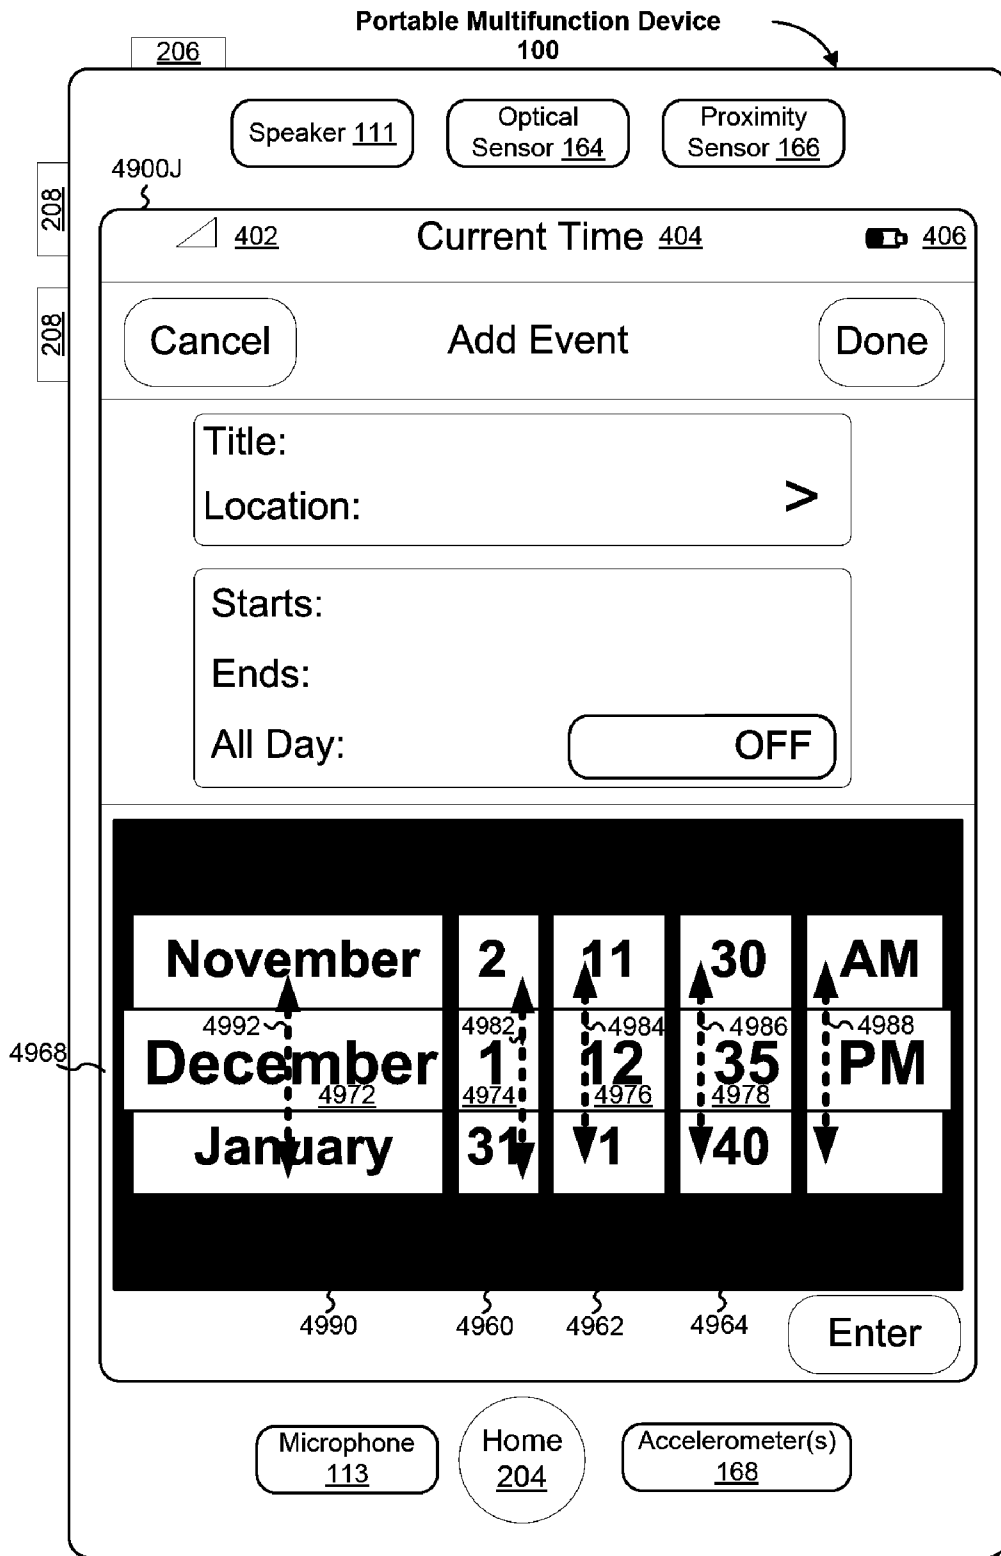 Portable Multifunction Device
100
206
Speaker 111
Optical
Sensor 164
Proximity
Sensor 166
4900J
208
208
402
Current Time 404
406
Cancel
Add Event
Done
Title:
Location:
>
Starts:
Ends:
All Day:
OFF
November 2 11 30 AM
4992 4982 4984 4986 4988
4968
December 1 12 35 PM
4972 4974 4976 4978
January 31 1 40
4990 4960 4962 4964
Enter
Microphone
113
Home
204
Accelerometer(s)
168